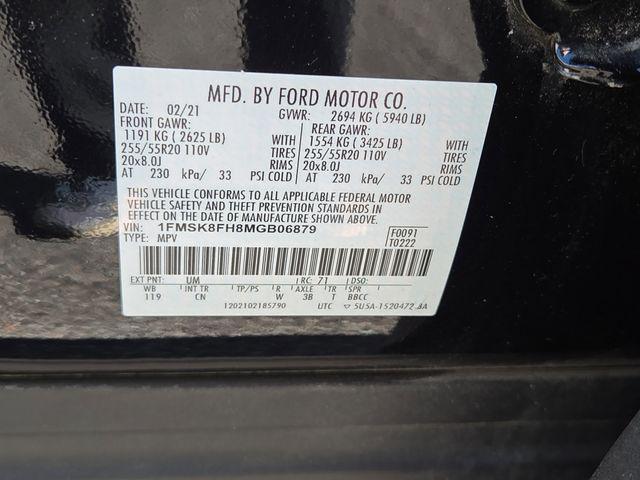 MFD. BY FORD MOTOR CO.
DATE: 02/21 GVWR: 2694 KG ( 5940 LB)
FRONT GAWR: REAR GAWR:
1191 KG ( 2625 LB) WITH 1554 KG ( 3425 LB) WITH
255/55R20 110V TIRES 255/55R20 110V TIRES
20x8.0J RIMS 20x8.0J RIMS
AT 230 kPa/ 33 PSI COLD AT 230 kPa/ 33 PSI COLD
THIS VEHICLE CONFORMS TO ALL APPLICABLE FEDERAL MOTOR
VEHICLE SAFETY AND THEFT PREVENTION STANDARDS IN
EFFECT ON THE DATE OF MANUFACTURE SHOWN ABOVE.
VIN: 1FMSK8FH8MGB06879 F0091
TYPE: MPV T0222
EXT PNT: UM RC: 71 DSO:
WB INT TR TP/PS R AXLE TR SPR
119 CN W 3B T BBCC
1202102185790 UTC ▽ 5U5A-1520472-BA